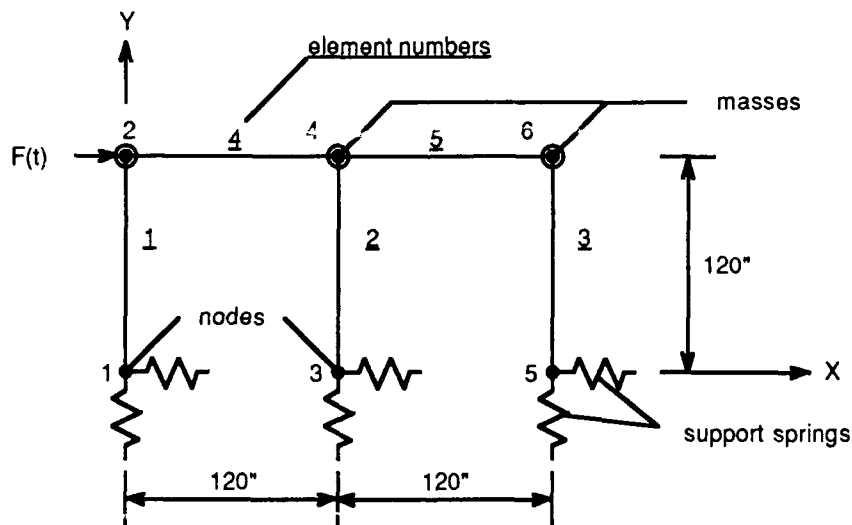 Y
element numbers
masses
2
4
4
5
6
F(t)
1
2
3
120"
nodes
1
3
5
X
support springs
120"
120"